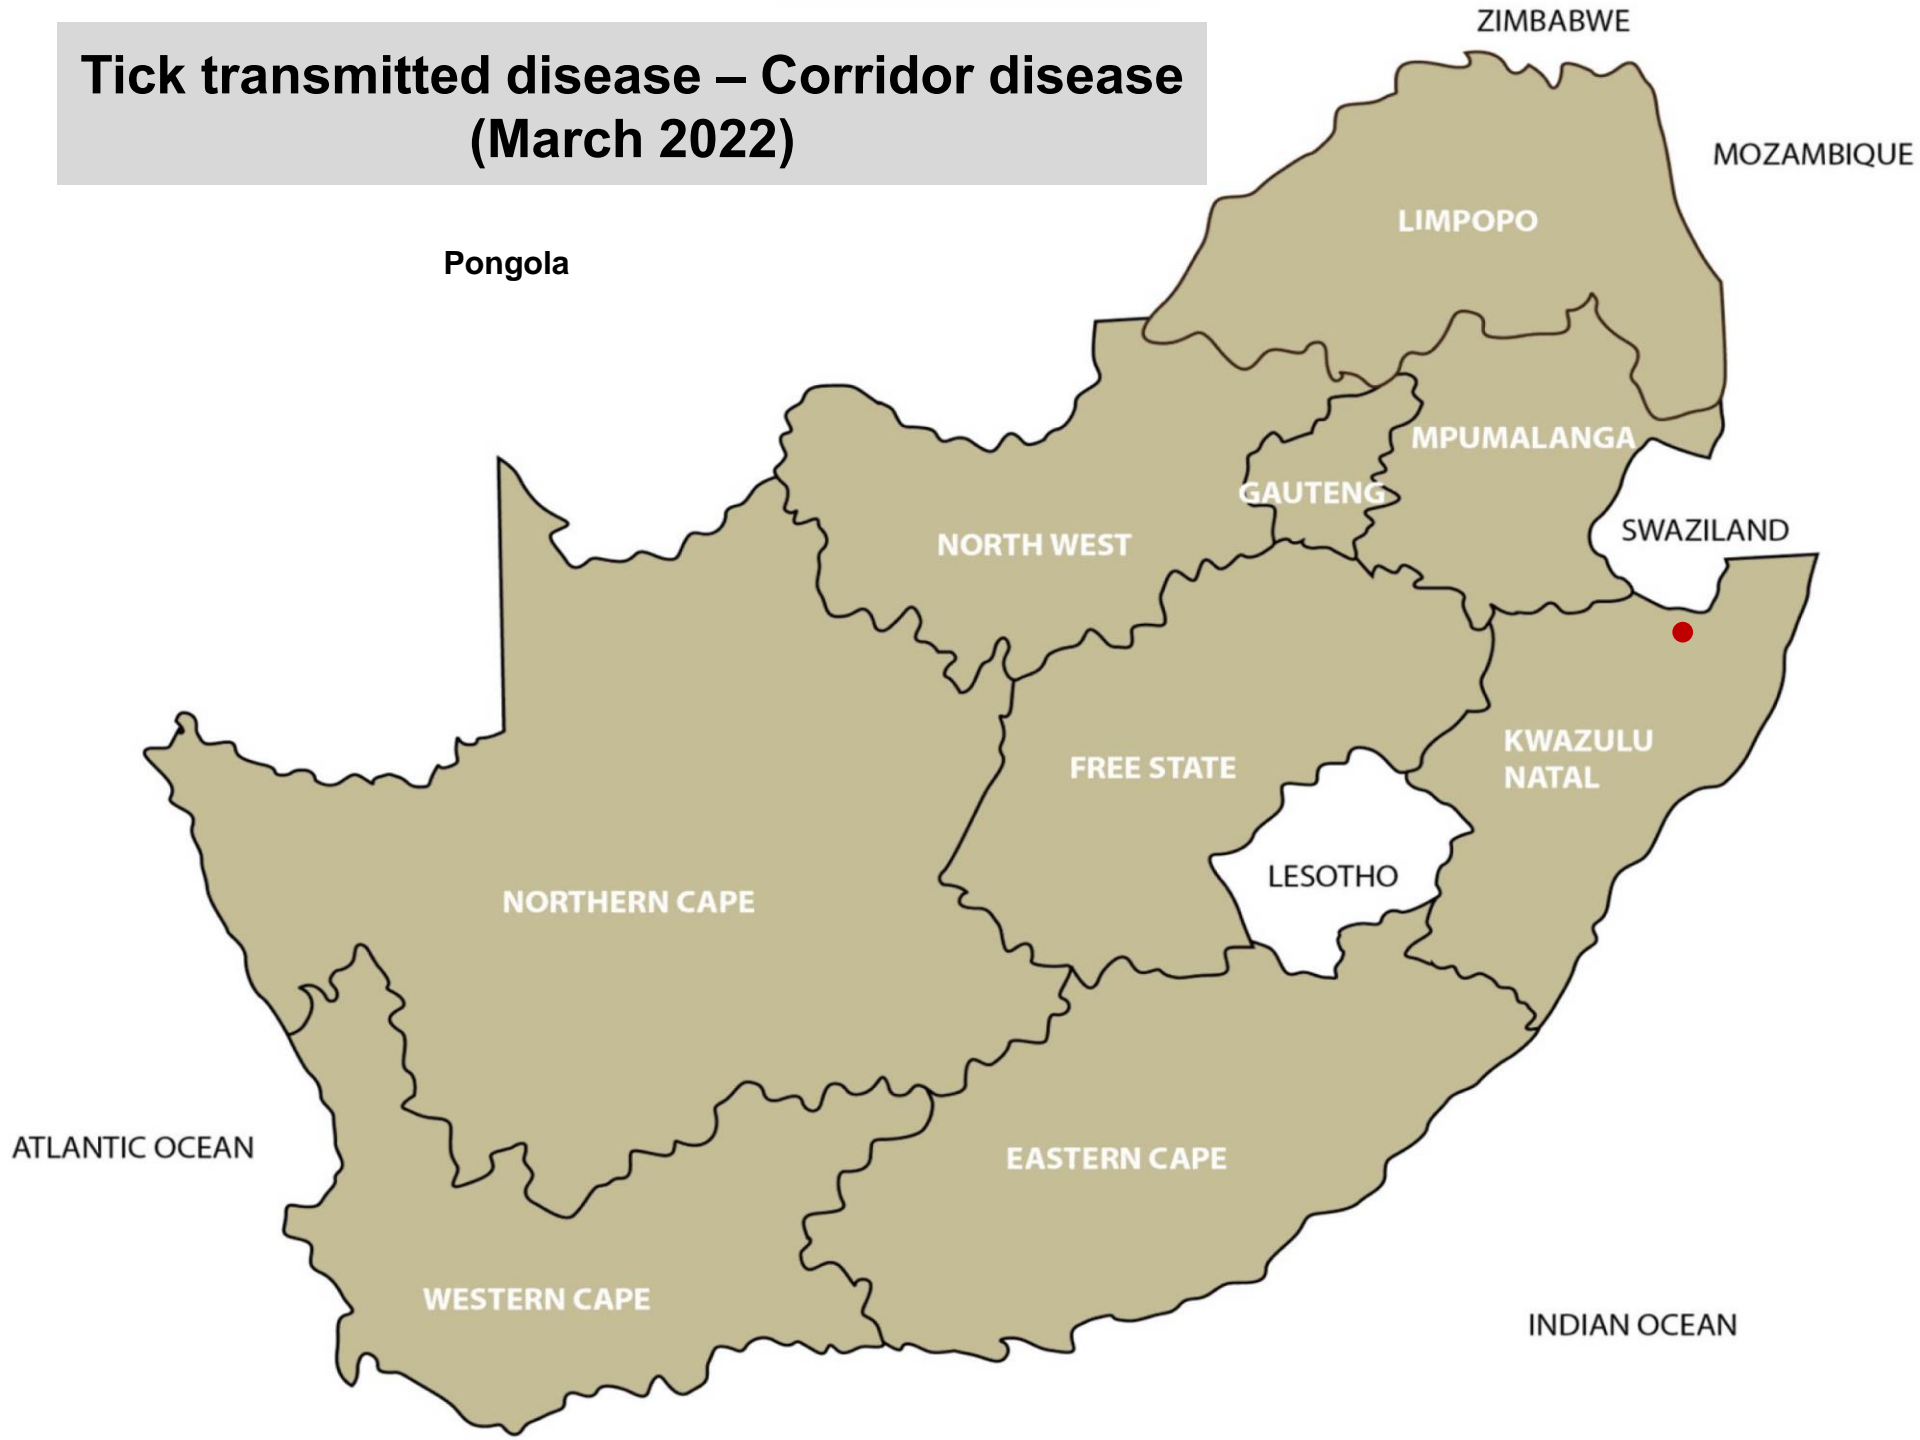 ZIMBABWE
Tick transmitted disease – Corridor disease
(March 2022)
MOZAMBIQUE
LIMPOPO
Pongola
MPUMALANGA
GAUTENG
SWAZILAND
NORTH WEST
KWAZULU
NATAL
FREE STATE
LESOTHO
NORTHERN CAPE
ATLANTIC OCEAN
EASTERN CAPE
WESTERN CAPE
INDIAN OCEAN